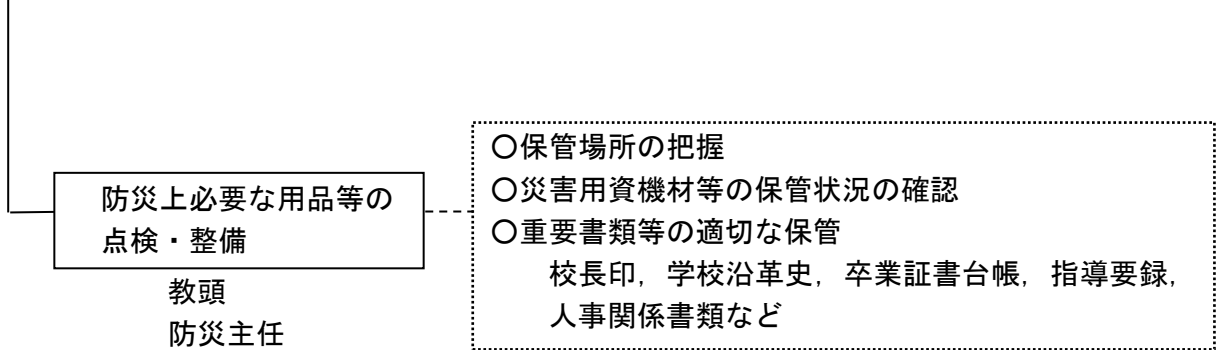 防災上必要な用品等の
点検・整備
教頭
防災主任
〇保管場所の把握
〇災害用資機材等の保管状況の確認
〇重要書類等の適切な保管
校長印，学校沿革史，卒業証書台帳，指導要録，
人事関係書類など